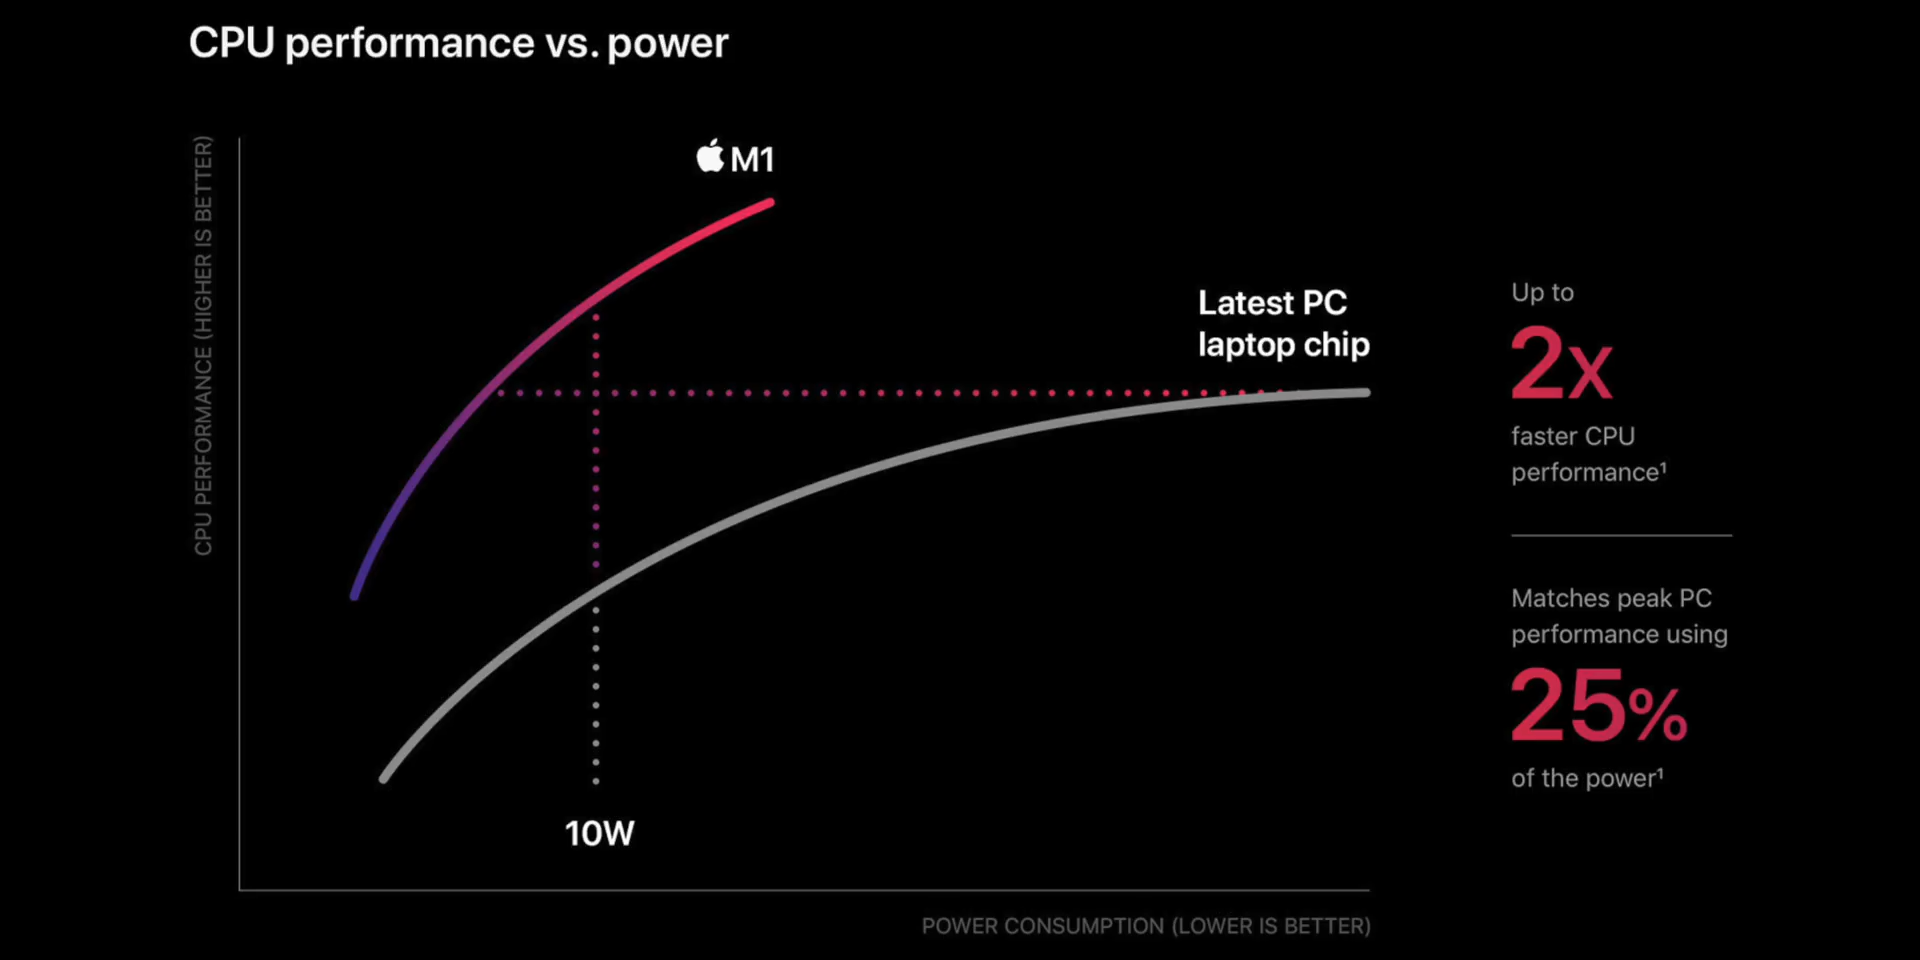 CPU performance vs. power
CPU PERFORMANCE (HIGHER IS BETTER)
M1
Latest PC
laptop chip
10W
POWER CONSUMPTION (LOWER IS BETTER)
Up to
2x
faster CPU
performance¹
Matches peak PC
performance using
25%
of the power¹